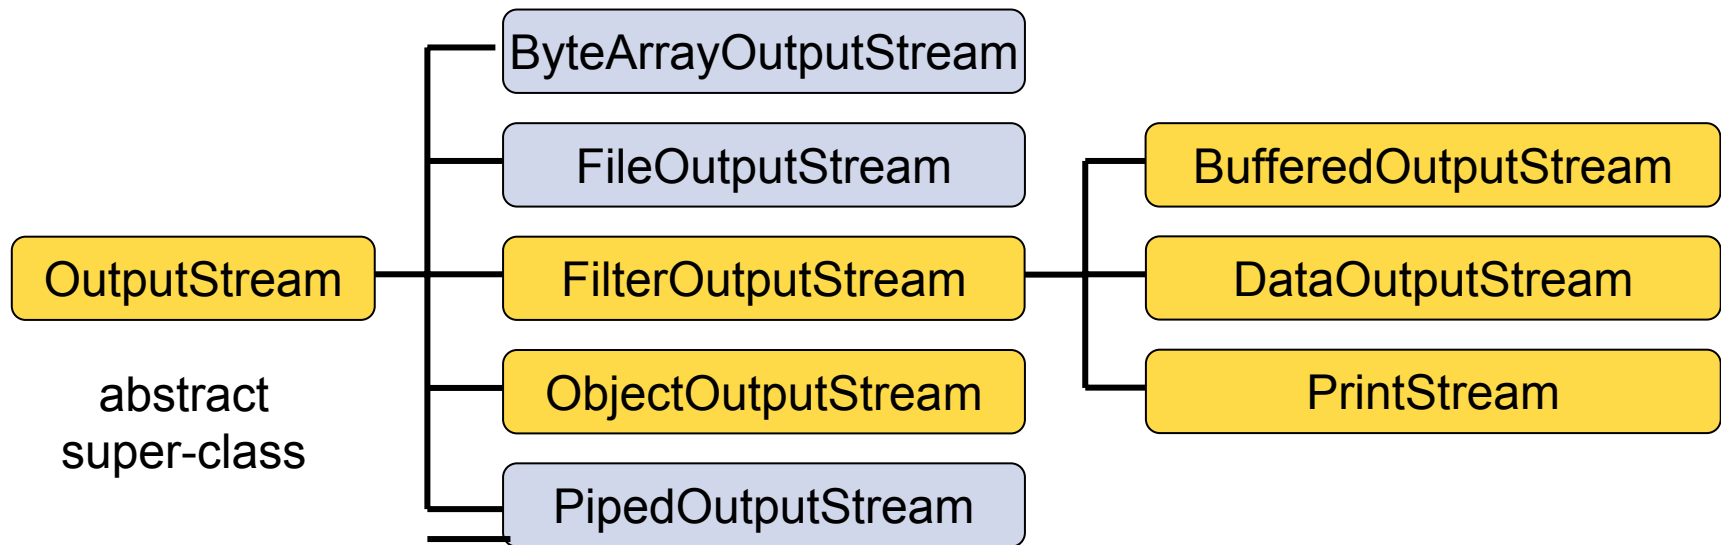 ByteArrayOutputStream
FileOutputStream
BufferedOutputStream
OutputStream
FilterOutputStream
DataOutputStream
abstract
super-class
ObjectOutputStream
PrintStream
PipedOutputStream